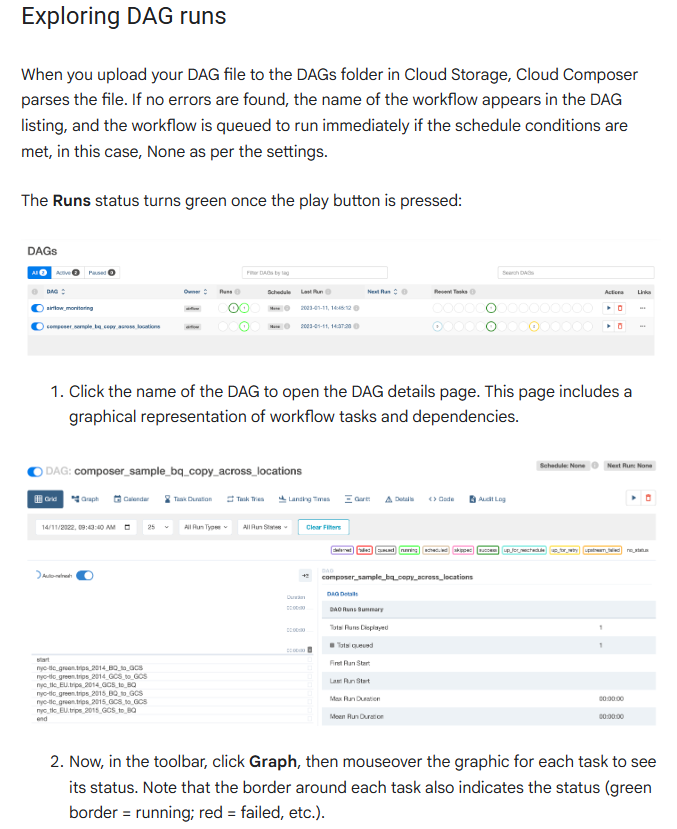 Exploring DAG runs
When you upload your DAG file to the DAGs folder in Cloud Storage, Cloud Composer
parses the file. If no errors are found, the name of the workflow appears in the DAG
listing, and the workflow is queued to run immediately if the schedule conditions are
met, in this case, None as per the settings.
The Runs status turns green once the play button is pressed:
DAGs
All 2 Active 2 Paused 0 Filter DAGs by tag Search DAGs
DAG Owner Runs Schedule Last Run Next Run Recent Tasks Actions Links
airflow_monitoring airflow None 2023-01-11, 14:49:12
composer_sample_bq_copy_across_locations airflow None 2023-01-11, 14:37:28
1. Click the name of the DAG to open the DAG details page. This page includes a
graphical representation of workflow tasks and dependencies.
DAG: composer_sample_bq_copy_across_locations Schedule: None Next Run: None
Grid Graph Calendar Task Duration Task Tries Landing Times Gantt Details <> Code Audit Log
14/11/2022, 09:43:40 AM 25 All Run Types All Run States Clear Filters
deferred failed queued running scheduled skipped success up_for_reschedule up_for_retry upstream_failed no_status
Auto-refresh
DAG
composer_sample_bq_copy_across_locations
Duration
DAG Details
00:00:00
DAG Runs Summary
Total Runs Displayed 1
00:00:00
Total queued 1
00:00:00
First Run Start
start
nyc-tlc_green.trips_2014_BQ_to_GCS
nyc-tlc_green.trips_2014_GCS_to_GCS
nyc_tlc_EU.trips_2014_GCS_to_BQ
nyc-tlc_green.trips_2015_BQ_to_GCS
nyc-tlc_green.trips_2015_GCS_to_GCS
nyc_tlc_EU.trips_2015_GCS_to_BQ
end
Last Run Start
Max Run Duration 00:00:00
Mean Run Duration 00:00:00
2. Now, in the toolbar, click Graph, then mouseover the graphic for each task to see
its status. Note that the border around each task also indicates the status (green
border = running; red = failed, etc.).